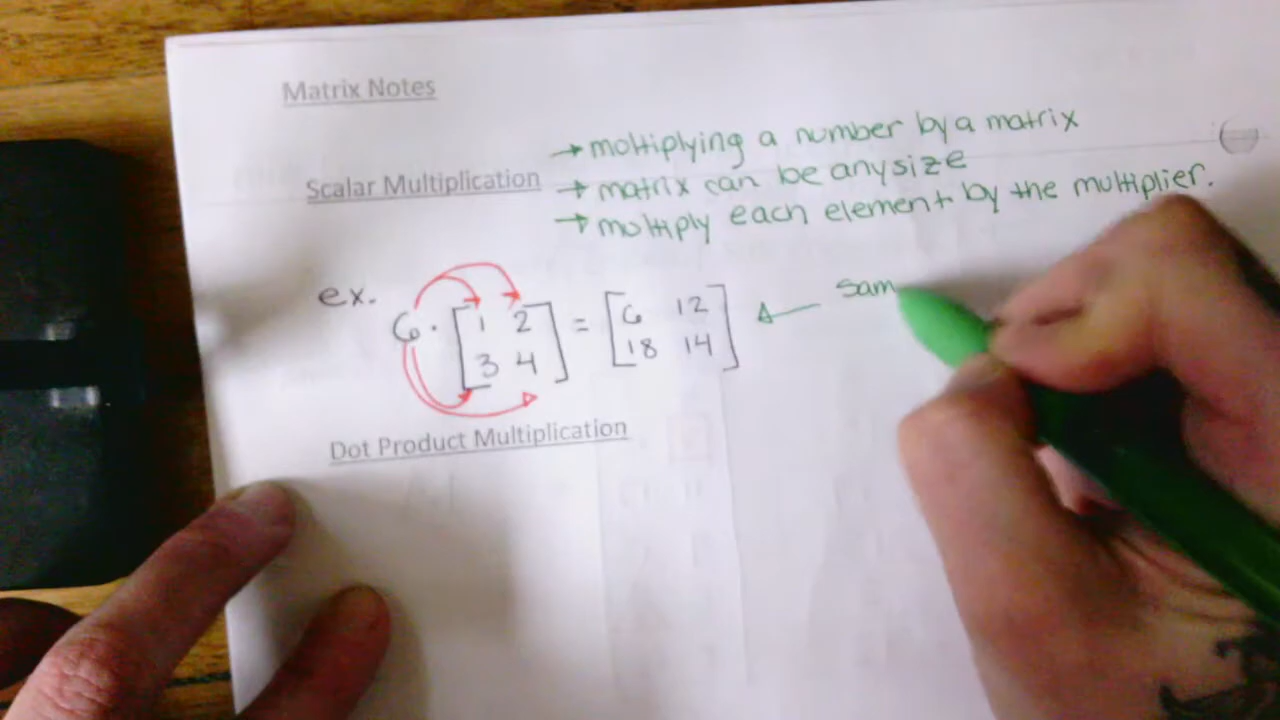 Matrix Notes
Scalar Multiplication
→ moltiplying a number by a matrix
→ matrix can be any size
→ multiply each element by the multiplier.
ex. 6 · [1 2 = [6 12 ← Sam
3 4] 18 14]
Dot Product Multiplication